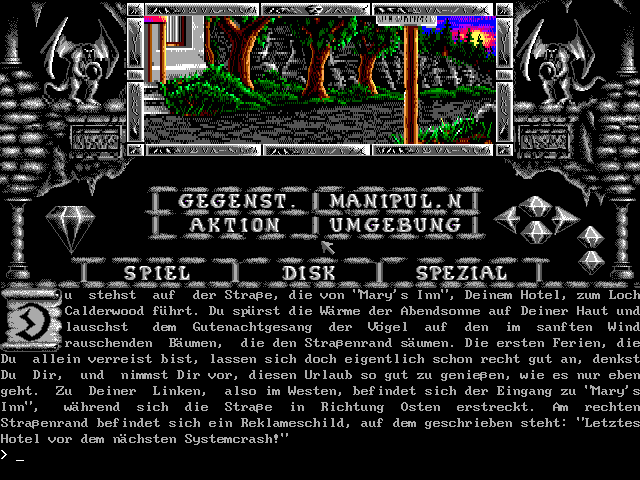 GEGENST. MANIPUL.N
AKTION UMGEBUNG
SPIEL DISK SPEZIAL
Du stehst auf der Straße, die von "Mary's Inn", Deinem Hotel, zum Loch
Calderwood führt. Du spürst die Wärme der Abendsonne auf Deiner Haut und
lauschst dem Gutenachtgesang der Vögel auf den im sanften Wind
rauschenden Bäumen, die den Straßenrand säumen. Die ersten Ferien, die
Du allein verreist bist, lassen sich doch eigentlich schon recht gut an, denkst
Du Dir, und nimmst Dir vor, diesen Urlaub so gut zu genießen, wie es nur eben
geht. Zu Deiner Linken, also im Westen, befindet sich der Eingang zu "Mary's
Inn", während sich die Straße in Richtung Osten erstreckt. Am rechten
Straßenrand befindet sich ein Reklameschild, auf dem geschrieben steht: "Letztes
Hotel vor dem nächsten Systemcrash!"
> _